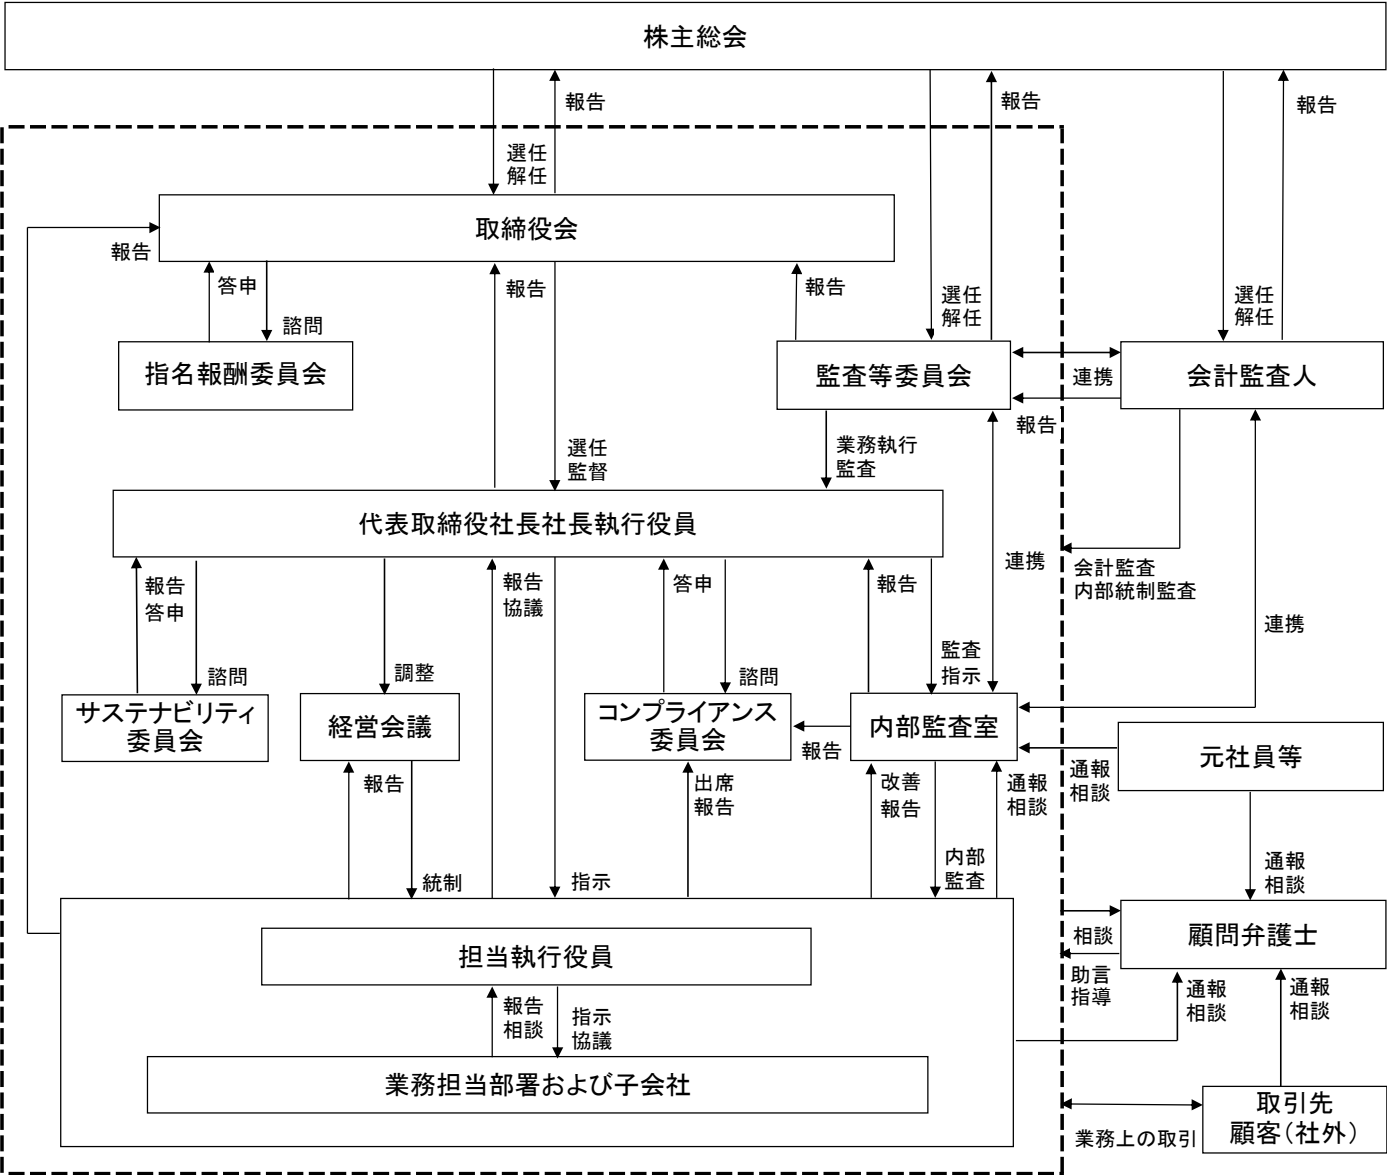 株主総会
報告
報告
報告
選任
解任
取締役会
報告
答申
諮問
報告
報告
選任
解任
選任
解任
指名報酬委員会
監査等委員会
連携
会計監査人
報告
選任
監督
業務執行
監査
代表取締役社長社長執行役員
連携
会計監査
内部統制監査
報告
答申
報告
協議
答申
報告
連携
諮問
調整
諮問
監査
指示
サステナビリティ
委員会
経営会議
コンプライアンス
委員会
内部監査室
報告
元社員等
報告
出席
報告
改善
報告
通報
相談
通報
相談
統制
指示
内部
監査
通報
相談
担当執行役員
相談
顧問弁護士
助言
指導
報告
相談
指示
協議
通報
相談
通報
相談
業務担当部署および子会社
業務上の取引
取引先
顧客(社外)